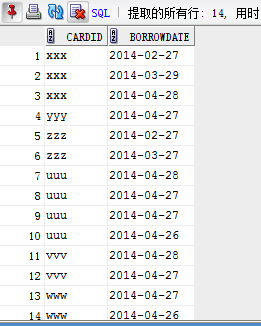 SQL | 提取的所有行: 14, 用时
CARDID BORROWDATE
1 xxx 2014-02-27
2 xxx 2014-03-29
3 xxx 2014-04-28
4 yyy 2014-04-27
5 zzz 2014-02-27
6 zzz 2014-03-27
7 uuu 2014-04-28
8 uuu 2014-04-27
9 uuu 2014-04-27
10 uuu 2014-04-26
11 vvv 2014-04-28
12 vvv 2014-04-27
13 www 2014-04-27
14 www 2014-04-26